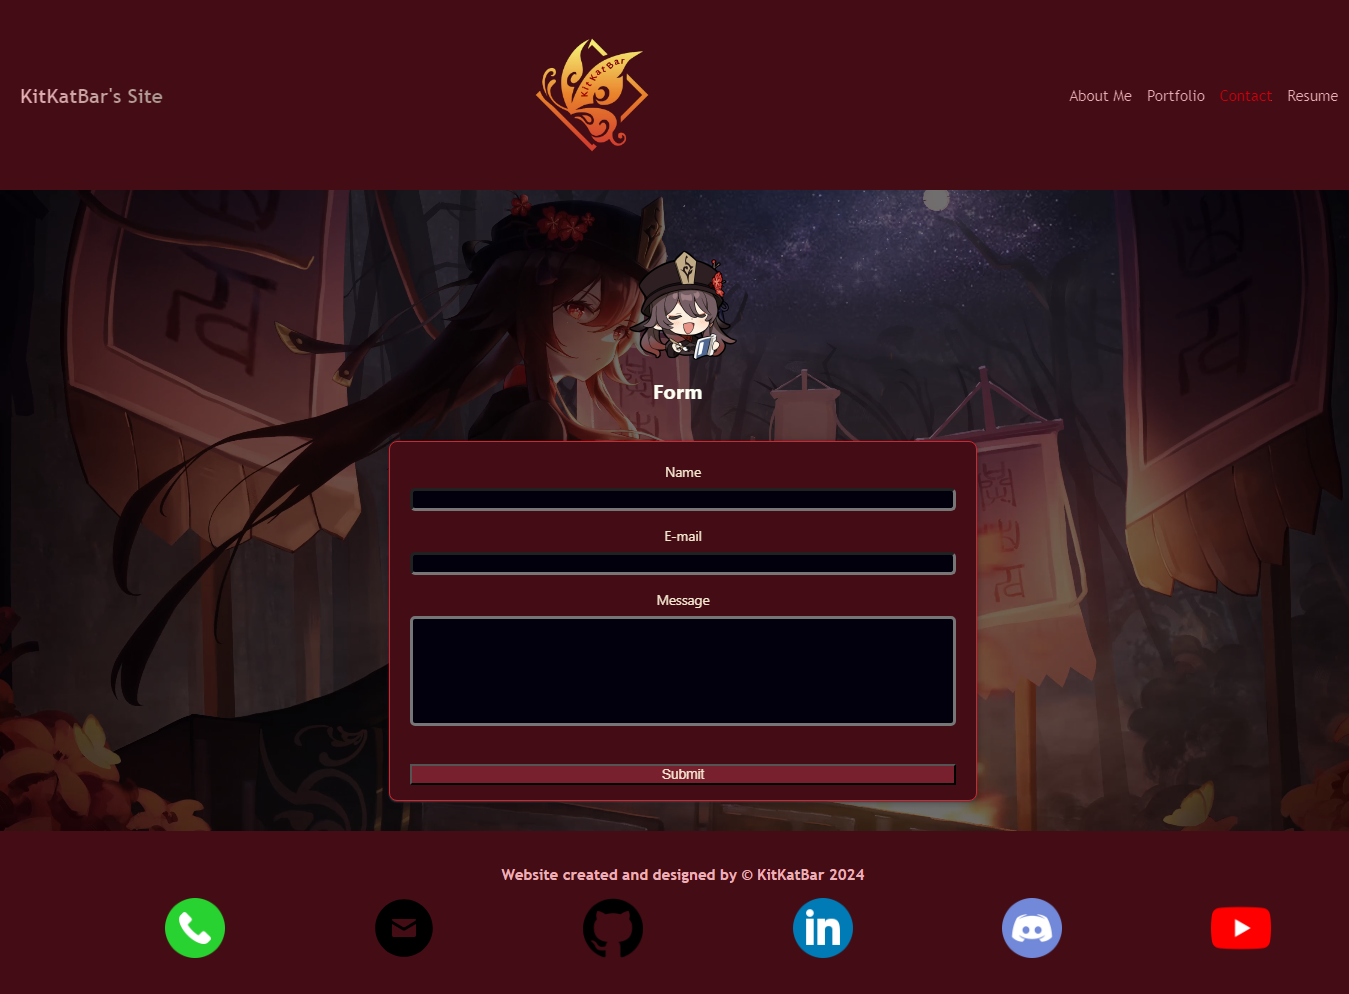 KitKatBar's Site
KitKatBar
About Me
Portfolio
Contact
Resume
Form
Name
E-mail
Message
Submit
Website created and designed by © KitKatBar 2024
in